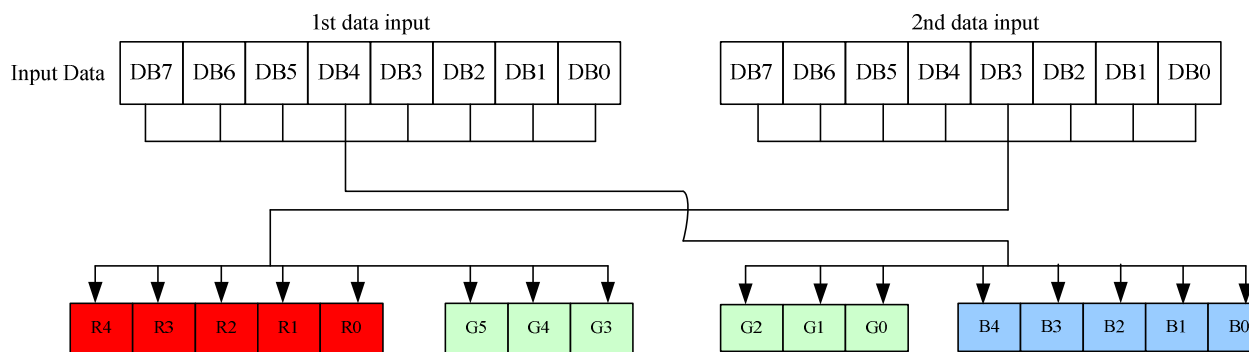 1st data input 2nd data input
Input Data DB7 DB6 DB5 DB4 DB3 DB2 DB1 DB0 DB7 DB6 DB5 DB4 DB3 DB2 DB1 DB0
R4 R3 R2 R1 R0 G5 G4 G3 G2 G1 G0 B4 B3 B2 B1 B0